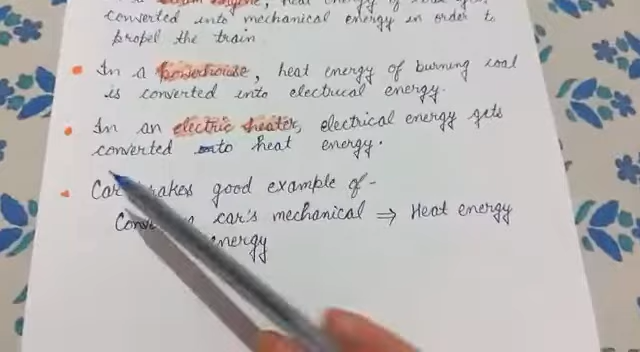 converted into mechanical energy in order to
propel the train
In a powerhouse, heat energy of burning coal
is converted into electrical energy.
In an electric heater, electrical energy gets
converted into heat energy.
Car good example of -
car's mechanical ⇒ Heat energy
energy